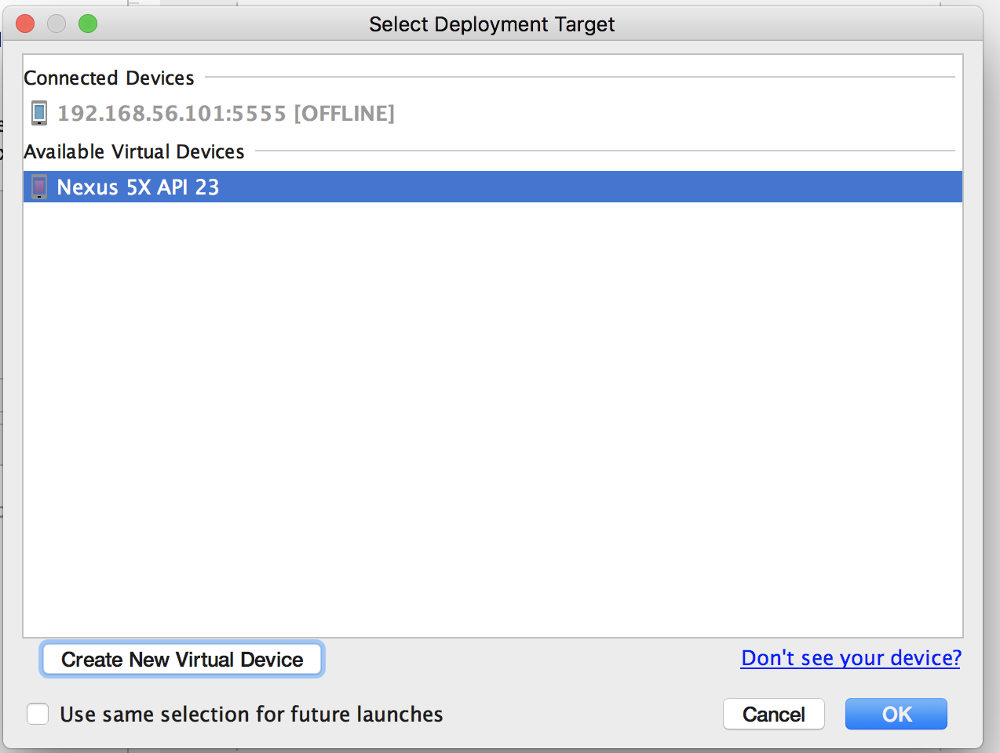 Select Deployment Target
Connected Devices
192.168.56.101:5555 [OFFLINE]
Available Virtual Devices
Nexus 5X API 23
Create New Virtual Device
Don't see your device?
Use same selection for future launches
Cancel
OK